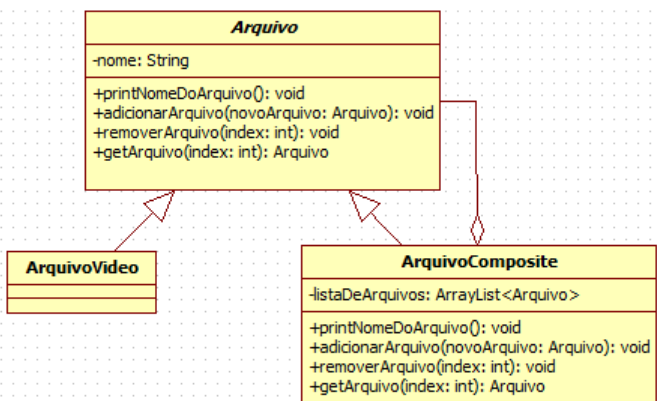 Arquivo
-nome: String
+printNomeDoArquivo(): void
+adicionarArquivo(novoArquivo: Arquivo): void
+removerArquivo(index: int): void
+getArquivo(index: int): Arquivo
ArquivoVideo
ArquivoComposite
-listaDeArquivos: ArrayList<Arquivo>
+printNomeDoArquivo(): void
+adicionarArquivo(novoArquivo: Arquivo): void
+removerArquivo(index: int): void
+getArquivo(index: int): Arquivo